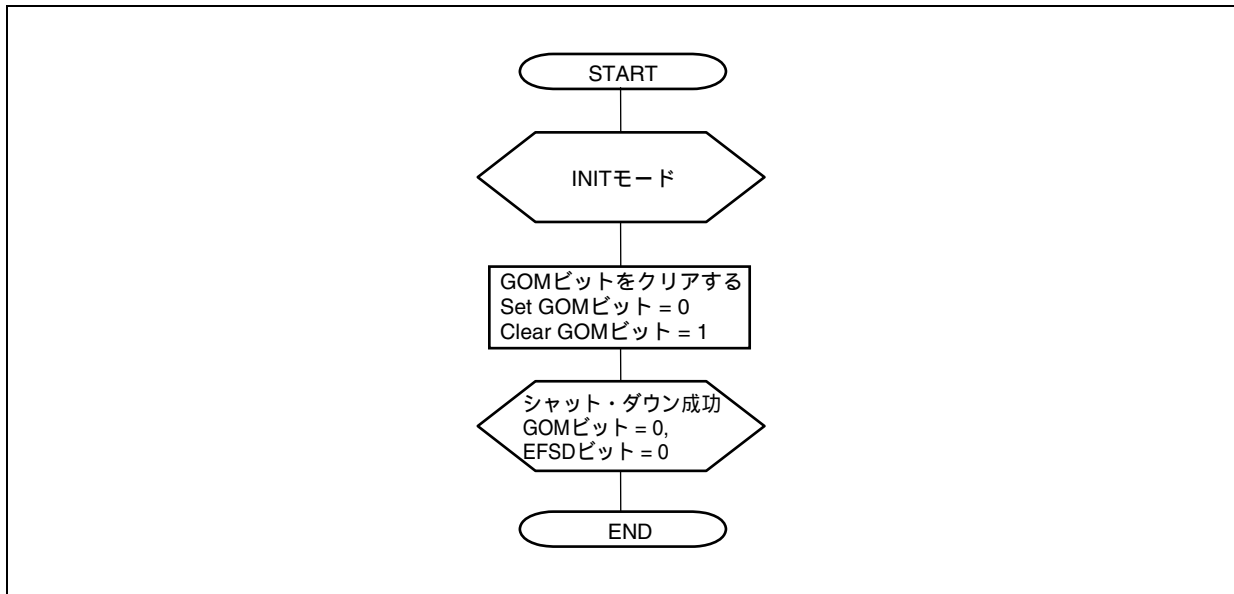 START
INITモード
GOMビットをクリアする
Set GOMビット = 0
Clear GOMビット = 1
シャット・ダウン成功
GOMビット = 0,
EFSDビット = 0
END